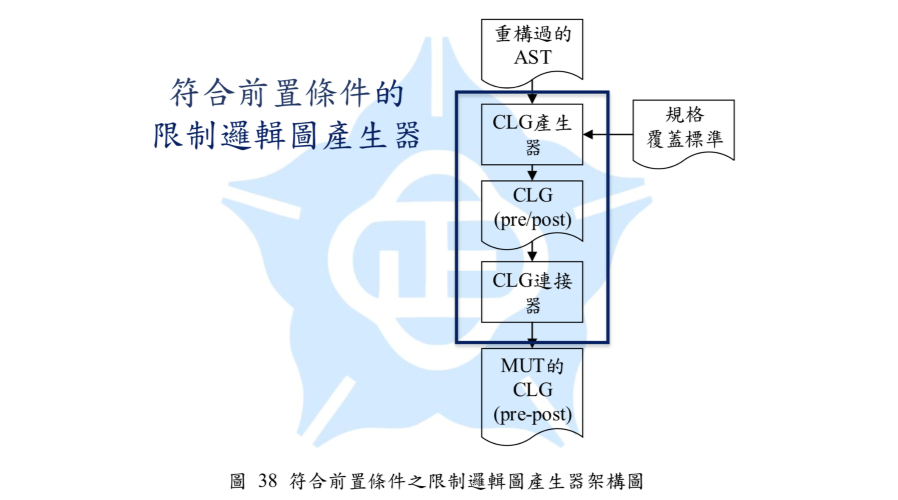 重構過的
AST
符合前置條件的
限制邏輯圖產生器
CLG產生
器
規格
覆蓋標準
CLG
(pre/post)
CLG連接
器
MUT的
CLG
(pre-post)
圖 38 符合前置條件之限制邏輯圖產生器架構圖